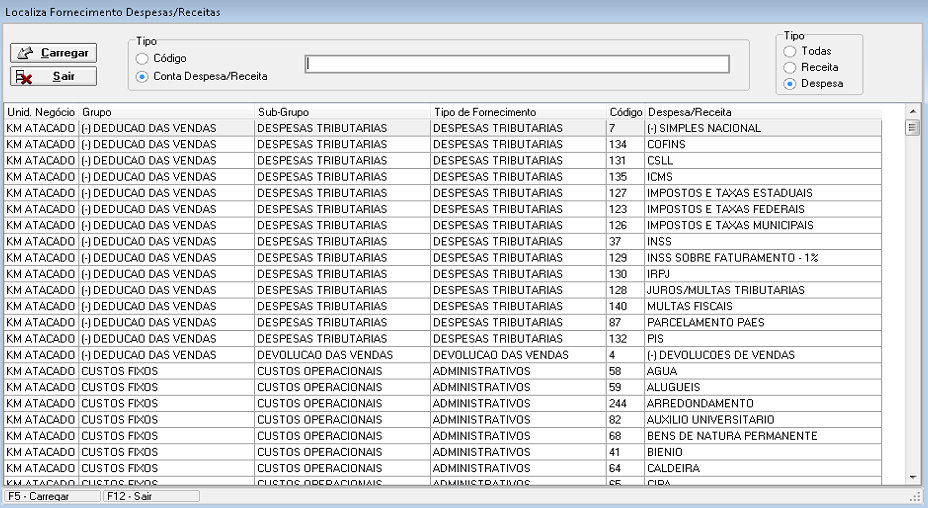 Localiza Fornecimento Despesas/Receitas
Carregar
Sair
Tipo
Código
Conta Despesa/Receita
Tipo
Todas
Receita
Despesa
Unid. Negócio Grupo Sub-Grupo Tipo de Fornecimento Código Despesa/Receita
KM ATACADO (-) DEDUCAO DAS VENDAS DESPESAS TRIBUTARIAS DESPESAS TRIBUTARIAS 7 (-) SIMPLES NACIONAL
KM ATACADO (-) DEDUCAO DAS VENDAS DESPESAS TRIBUTARIAS DESPESAS TRIBUTARIAS 134 COFINS
KM ATACADO (-) DEDUCAO DAS VENDAS DESPESAS TRIBUTARIAS DESPESAS TRIBUTARIAS 131 CSLL
KM ATACADO (-) DEDUCAO DAS VENDAS DESPESAS TRIBUTARIAS DESPESAS TRIBUTARIAS 135 ICMS
KM ATACADO (-) DEDUCAO DAS VENDAS DESPESAS TRIBUTARIAS DESPESAS TRIBUTARIAS 127 IMPOSTOS E TAXAS ESTADUAIS
KM ATACADO (-) DEDUCAO DAS VENDAS DESPESAS TRIBUTARIAS DESPESAS TRIBUTARIAS 123 IMPOSTOS E TAXAS FEDERAIS
KM ATACADO (-) DEDUCAO DAS VENDAS DESPESAS TRIBUTARIAS DESPESAS TRIBUTARIAS 126 IMPOSTOS E TAXAS MUNICIPAIS
KM ATACADO (-) DEDUCAO DAS VENDAS DESPESAS TRIBUTARIAS DESPESAS TRIBUTARIAS 37 INSS
KM ATACADO (-) DEDUCAO DAS VENDAS DESPESAS TRIBUTARIAS DESPESAS TRIBUTARIAS 129 INSS SOBRE FATURAMENTO - 1%
KM ATACADO (-) DEDUCAO DAS VENDAS DESPESAS TRIBUTARIAS DESPESAS TRIBUTARIAS 130 IRPJ
KM ATACADO (-) DEDUCAO DAS VENDAS DESPESAS TRIBUTARIAS DESPESAS TRIBUTARIAS 128 JUROS/MULTAS TRIBUTARIAS
KM ATACADO (-) DEDUCAO DAS VENDAS DESPESAS TRIBUTARIAS DESPESAS TRIBUTARIAS 140 MULTAS FISCAIS
KM ATACADO (-) DEDUCAO DAS VENDAS DESPESAS TRIBUTARIAS DESPESAS TRIBUTARIAS 87 PARCELAMENTO PAES
KM ATACADO (-) DEDUCAO DAS VENDAS DESPESAS TRIBUTARIAS DESPESAS TRIBUTARIAS 132 PIS
KM ATACADO (-) DEDUCAO DAS VENDAS DEVOLUCAO DAS VENDAS DEVOLUCAO DAS VENDAS 4 (-) DEVOLUCOES DE VENDAS
KM ATACADO CUSTOS FIXOS CUSTOS OPERACIONAIS ADMINISTRATIVOS 58 AGUA
KM ATACADO CUSTOS FIXOS CUSTOS OPERACIONAIS ADMINISTRATIVOS 59 ALUGUEIS
KM ATACADO CUSTOS FIXOS CUSTOS OPERACIONAIS ADMINISTRATIVOS 244 ARREDONDAMENTO
KM ATACADO CUSTOS FIXOS CUSTOS OPERACIONAIS ADMINISTRATIVOS 82 AUXILIO UNIVERSITARIO
KM ATACADO CUSTOS FIXOS CUSTOS OPERACIONAIS ADMINISTRATIVOS 68 BENS DE NATURA PERMANENTE
KM ATACADO CUSTOS FIXOS CUSTOS OPERACIONAIS ADMINISTRATIVOS 41 BIENIO
KM ATACADO CUSTOS FIXOS CUSTOS OPERACIONAIS ADMINISTRATIVOS 64 CALDEIRA
KM ATACADO CUSTOS FIXOS CUSTOS OPERACIONAIS ADMINISTRATIVOS 65 CIPA
F5 - Carregar F12 - Sair